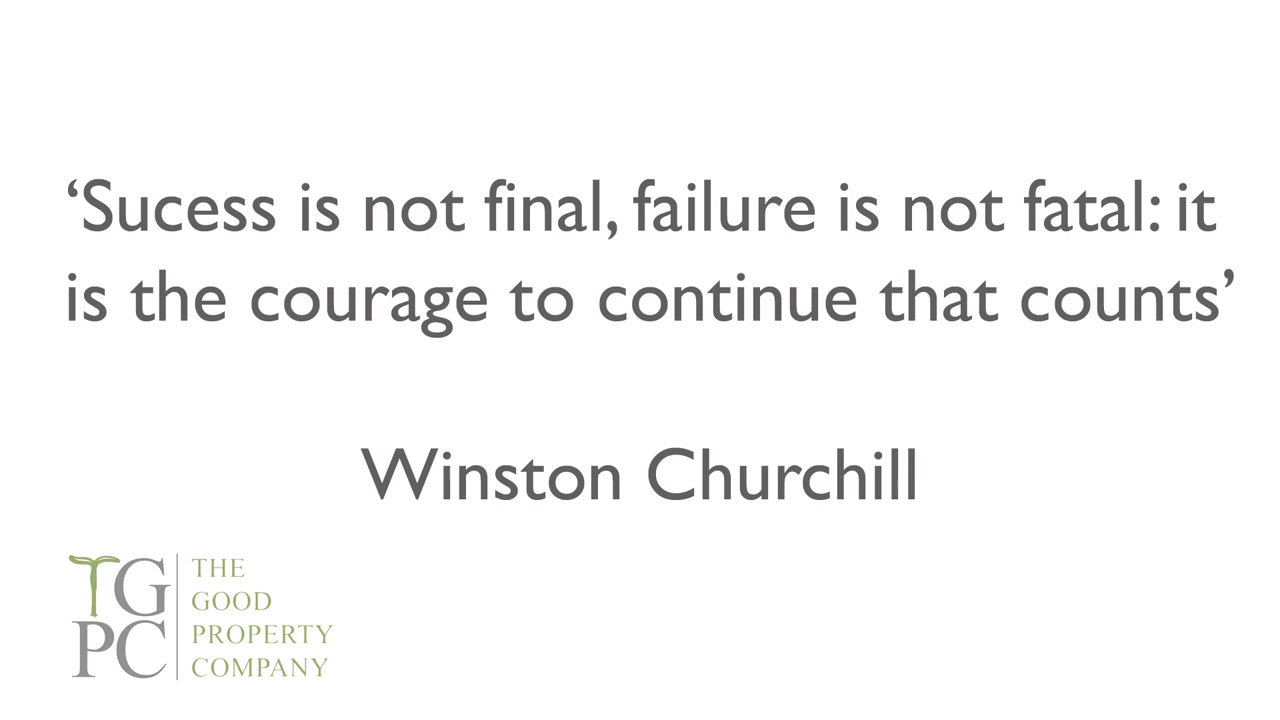 ‘Sucess is not final, failure is not fatal: it
is the courage to continue that counts’
Winston Churchill
TG
PC
THE
GOOD
PROPERTY
COMPANY